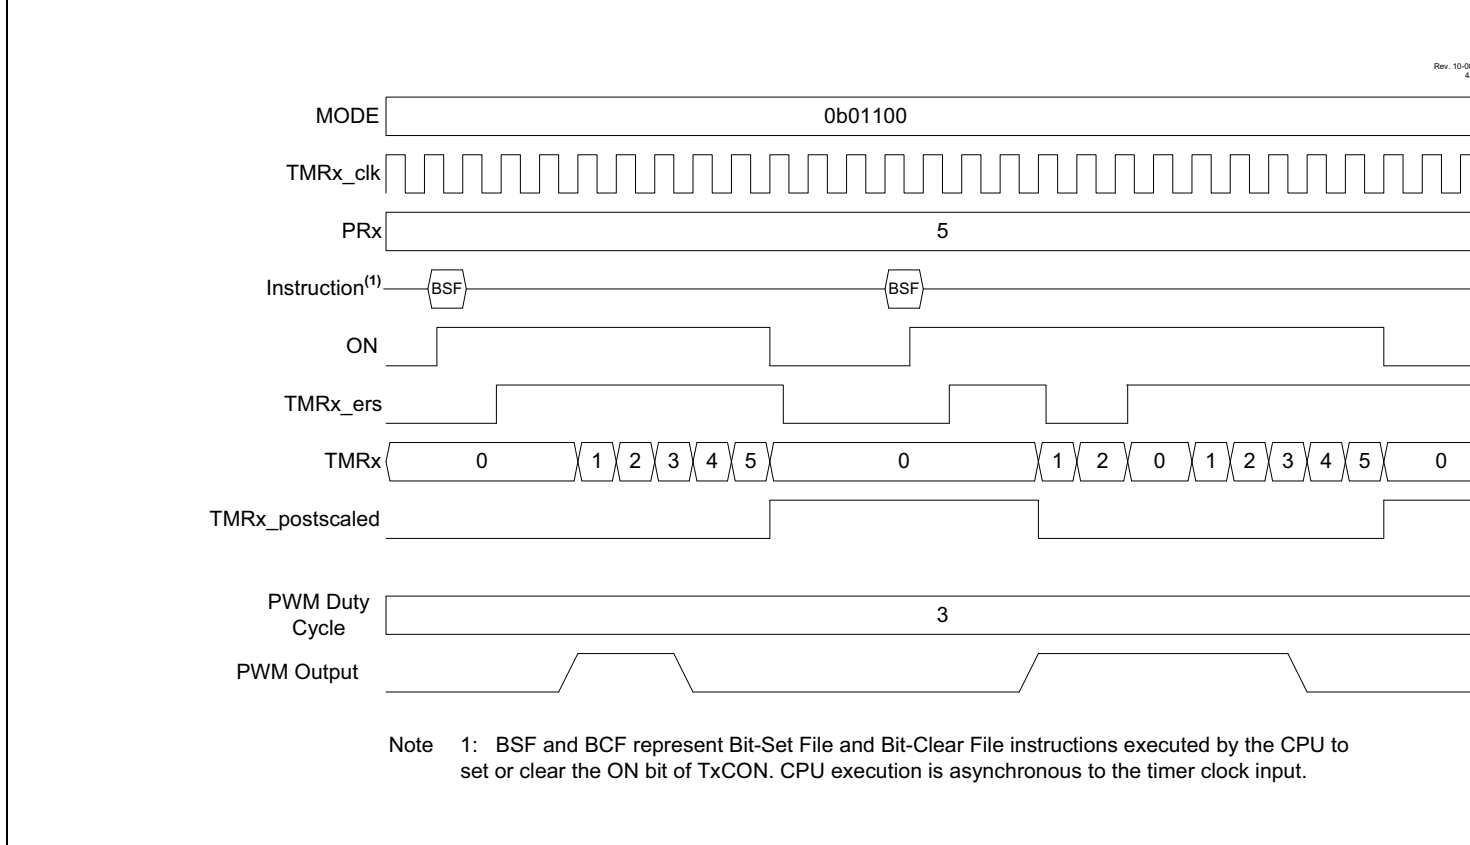 Rev. 10-00
4/
MODE 0b01100
TMRx_clk
PRx 5
Instruction(1) BSF BSF
ON
TMRx_ers
TMRx 0 1 2 3 4 5 0 1 2 0 1 2 3 4 5 0
TMRx_postscaled
PWM Duty
Cycle 3
PWM Output
Note 1: BSF and BCF represent Bit-Set File and Bit-Clear File instructions executed by the CPU to
set or clear the ON bit of TxCON. CPU execution is asynchronous to the timer clock input.